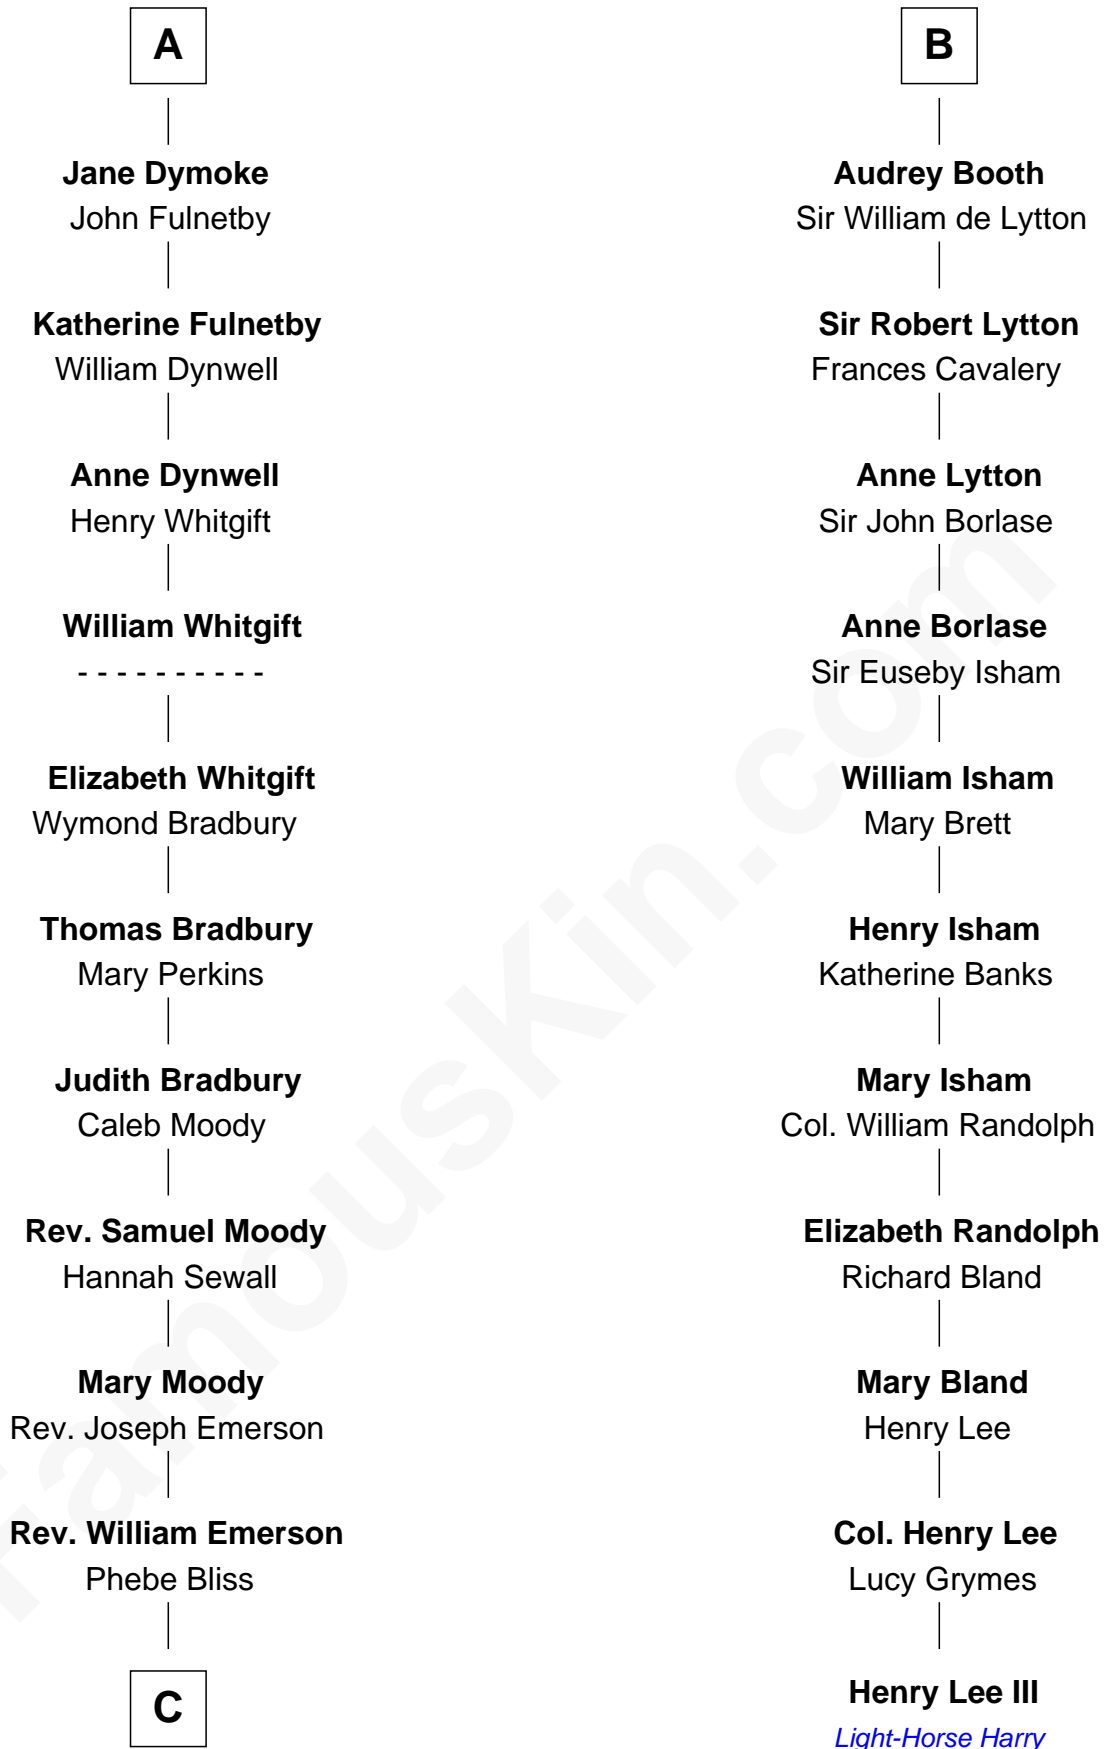 A
Jane Dymoke
John Fulnetby
Katherine Fulnetby
William Dynwell
Anne Dynwell
Henry Whitgift
William Whitgift
- - - - - - - - - -
Elizabeth Whitgift
Wymond Bradbury
Thomas Bradbury
Mary Perkins
Judith Bradbury
Caleb Moody
Rev. Samuel Moody
Hannah Sewall
Mary Moody
Rev. Joseph Emerson
Rev. William Emerson
Phebe Bliss
C
B
Audrey Booth
Sir William de Lytton
Sir Robert Lytton
Frances Cavalery
Anne Lytton
Sir John Borlase
Anne Borlase
Sir Euseby Isham
William Isham
Mary Brett
Henry Isham
Katherine Banks
Mary Isham
Col. William Randolph
Elizabeth Randolph
Richard Bland
Mary Bland
Henry Lee
Col. Henry Lee
Lucy Grymes
Henry Lee III
Light-Horse Harry
FamousKin.com